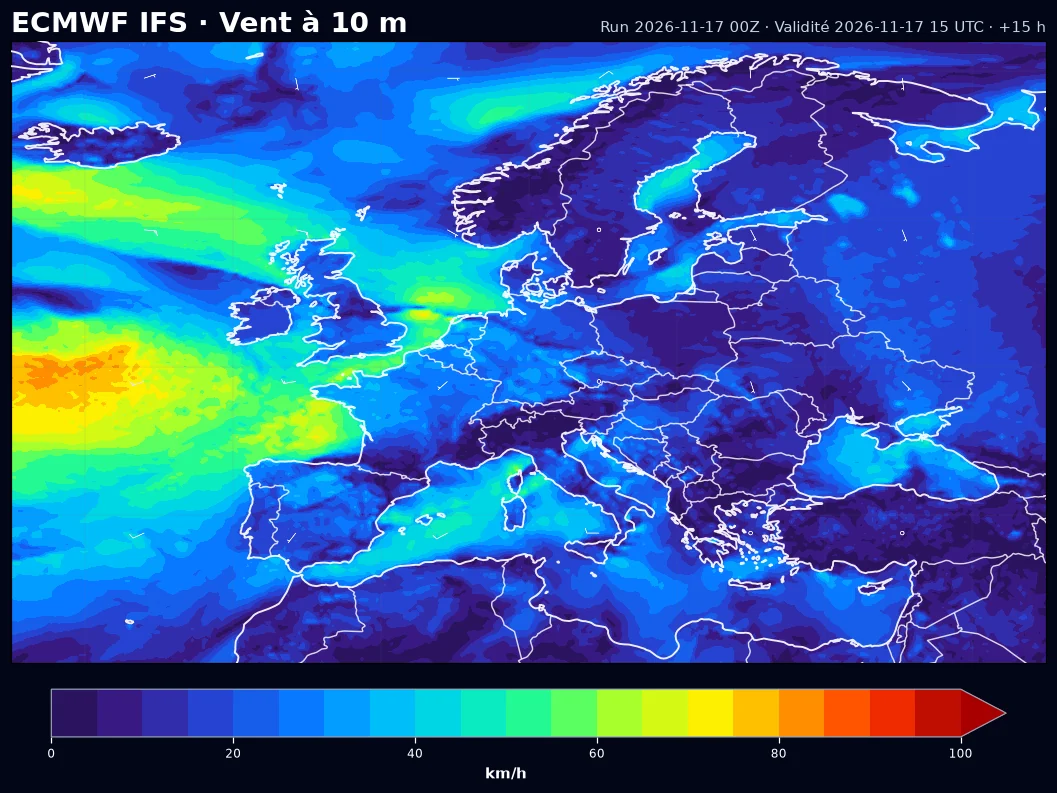 ECMWF IFS · Vent à 10 m
Run 2026-11-17 00Z · Validité 2026-11-17 15 UTC · +15 h
0 20 40 60 80 100
km/h